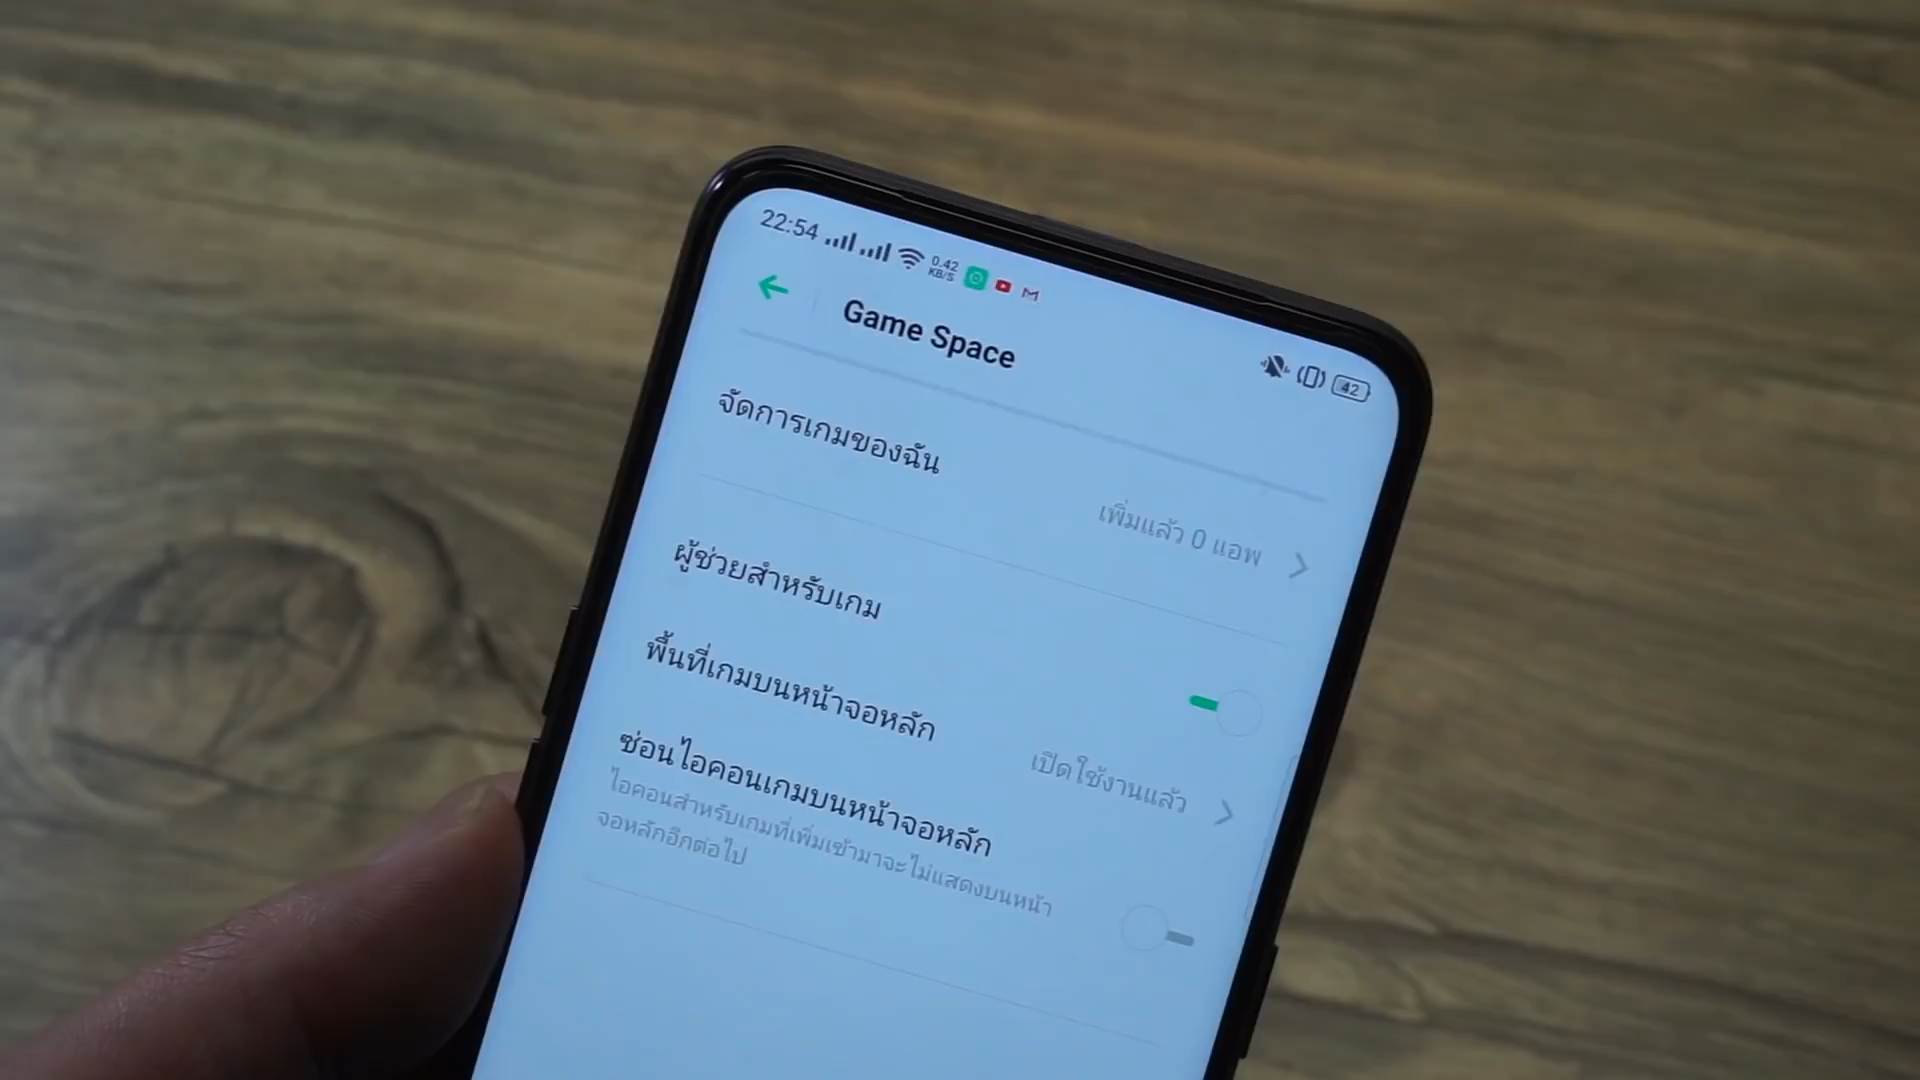 22:54 0.42 KB/S 42
Game Space
จัดการเกมของฉัน
เพิ่มแล้ว 0 แอพ
ผู้ช่วยสำหรับเกม
พื้นที่เกมบนหน้าจอหลัก
เปิดใช้งานแล้ว
ซ่อนไอคอนเกมบนหน้าจอหลัก
ไอคอนสำหรับเกมที่เพิ่มเข้ามาจะไม่แสดงบนหน้า
จอหลักอีกต่อไป